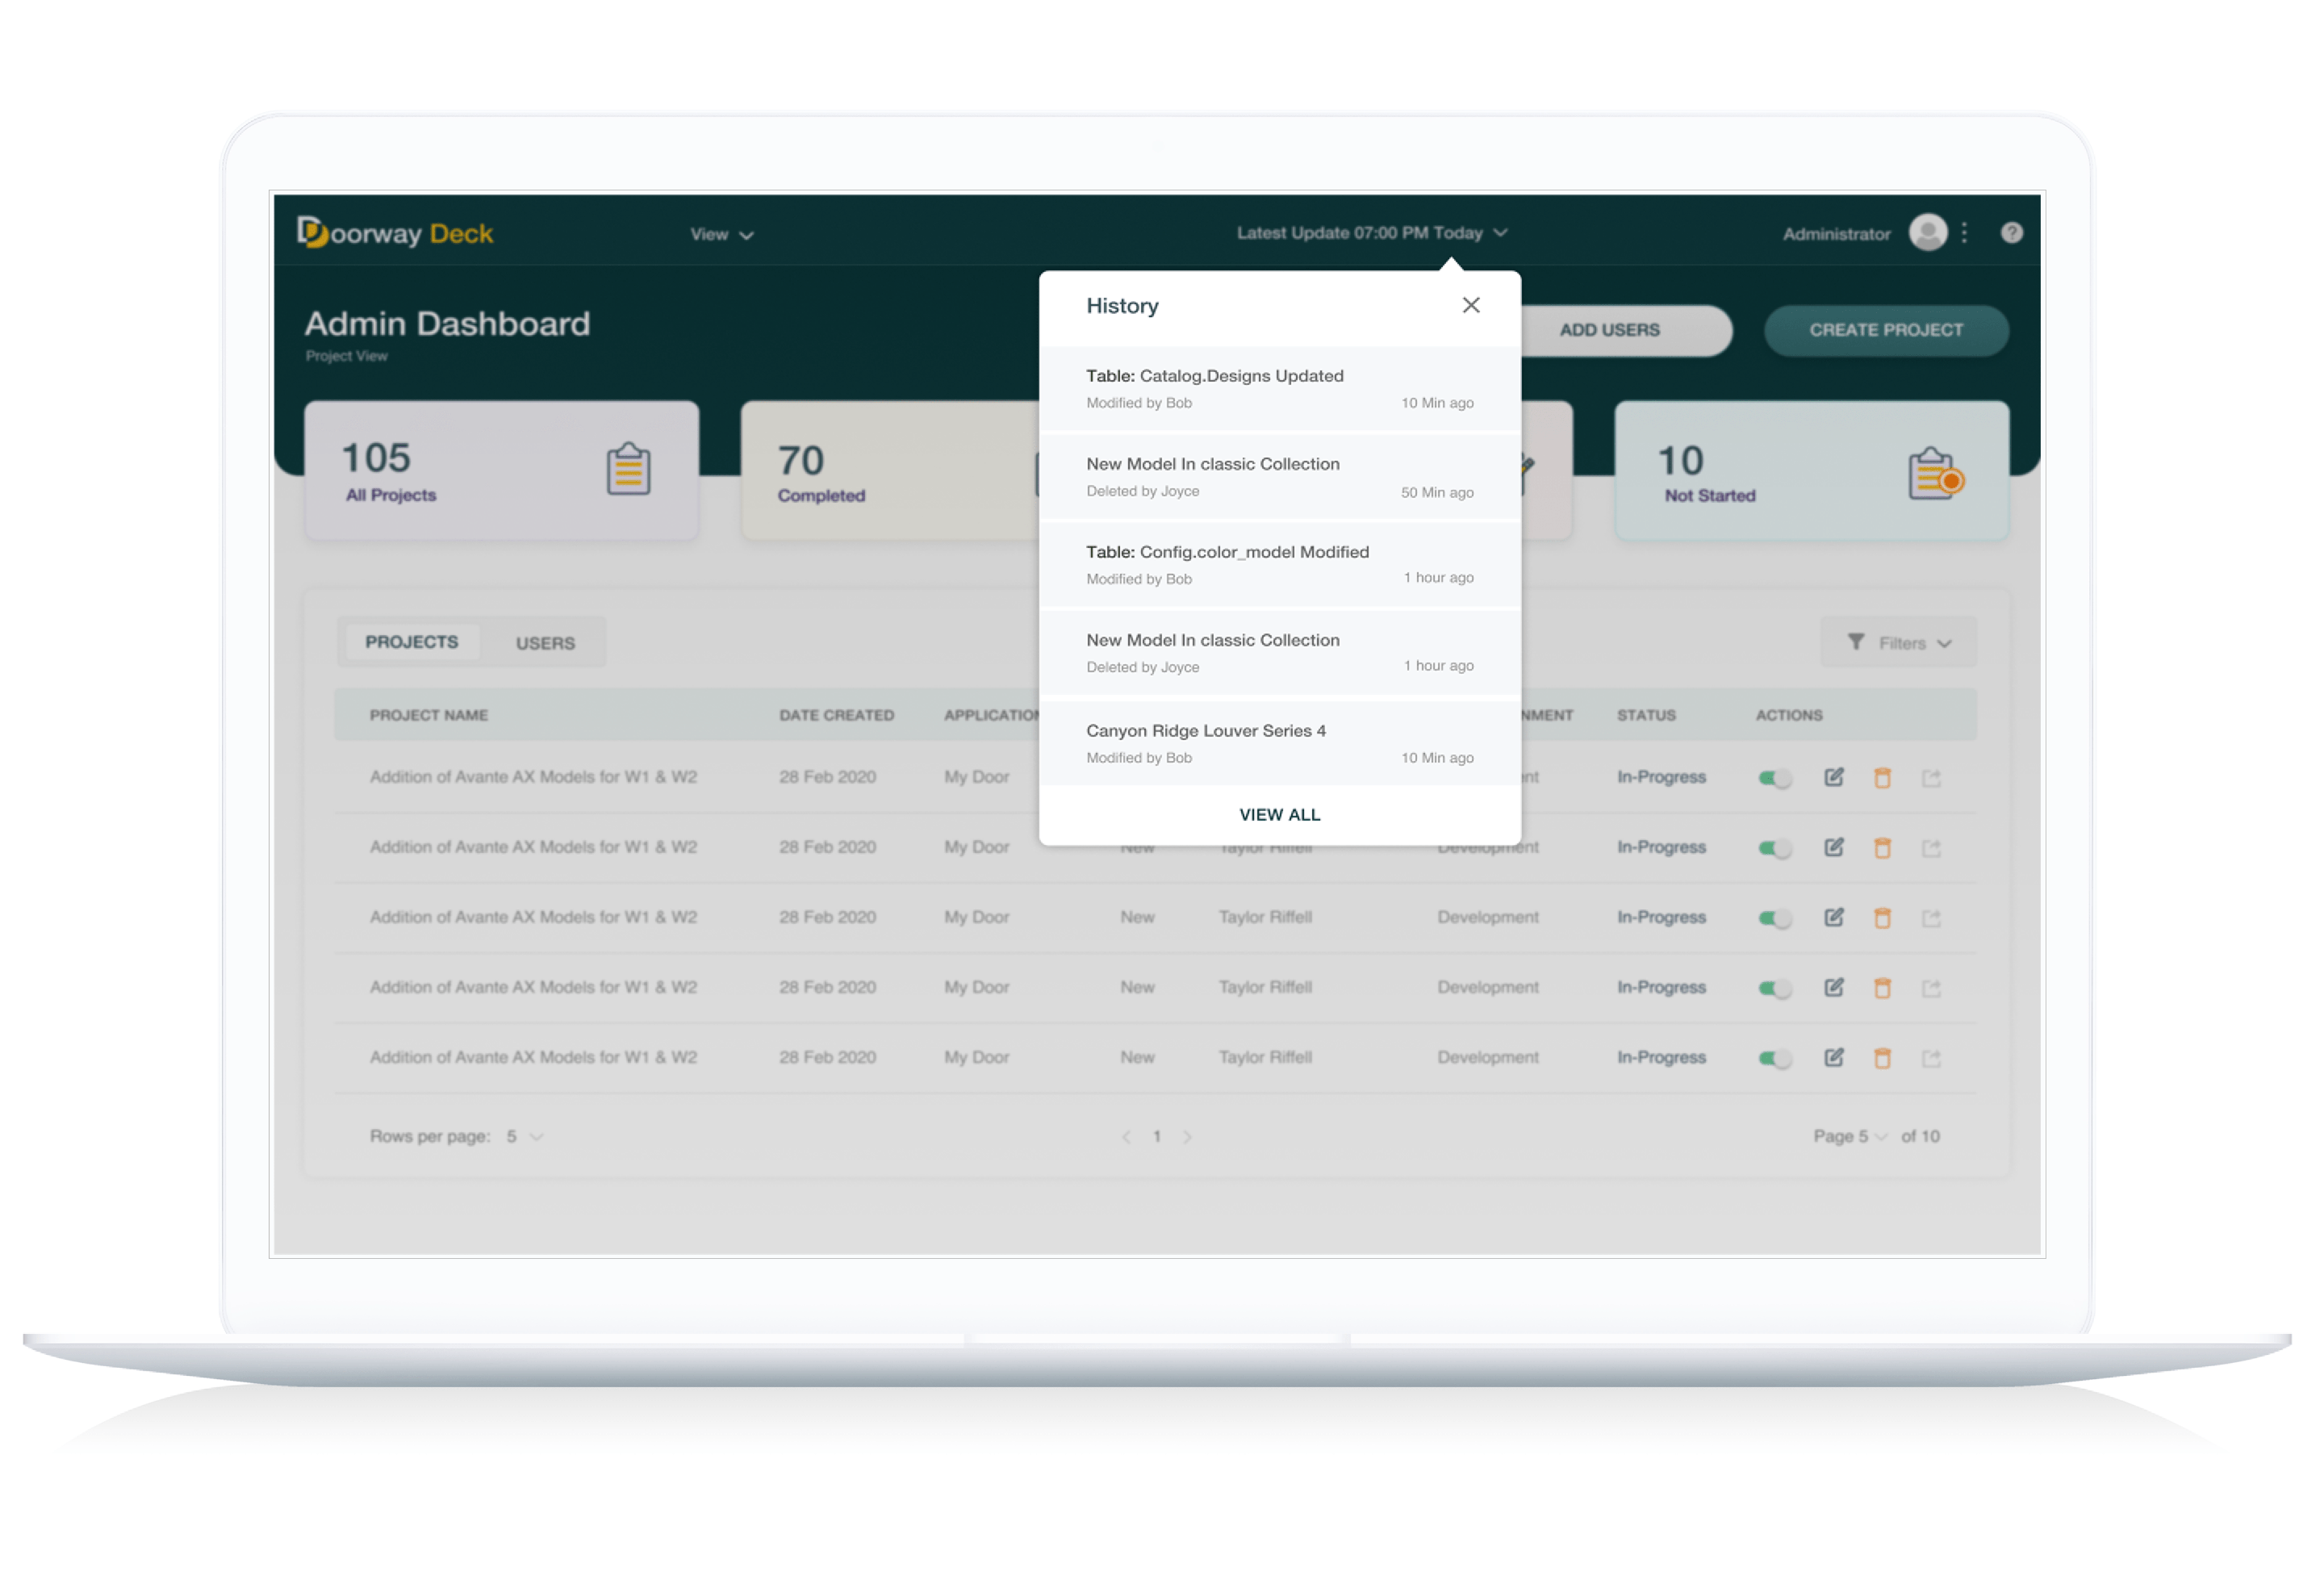 Doorway Deck
View
Latest Update 07:00 PM Today
Administrator
?
Admin Dashboard
Project View
ADD USERS
CREATE PROJECT
105
All Projects
70
Completed
10
Not Started
History
Table: Catalog.Designs Updated
Modified by Bob 10 Min ago
New Model In classic Collection
Deleted by Joyce 50 Min ago
Table: Config.color_model Modified
Modified by Bob 1 hour ago
New Model In classic Collection
Deleted by Joyce 1 hour ago
Canyon Ridge Louver Series 4
Modified by Bob 10 Min ago
VIEW ALL
PROJECTS USERS
Filters
PROJECT NAME DATE CREATED APPLICATION STATUS ACTIONS
Addition of Avante AX Models for W1 & W2 28 Feb 2020 My Door In-Progress
Addition of Avante AX Models for W1 & W2 28 Feb 2020 My Door New Taylor Riffell Development In-Progress
Addition of Avante AX Models for W1 & W2 28 Feb 2020 My Door New Taylor Riffell Development In-Progress
Addition of Avante AX Models for W1 & W2 28 Feb 2020 My Door New Taylor Riffell Development In-Progress
Addition of Avante AX Models for W1 & W2 28 Feb 2020 My Door New Taylor Riffell Development In-Progress
Rows per page: 5
1
Page 5 of 10